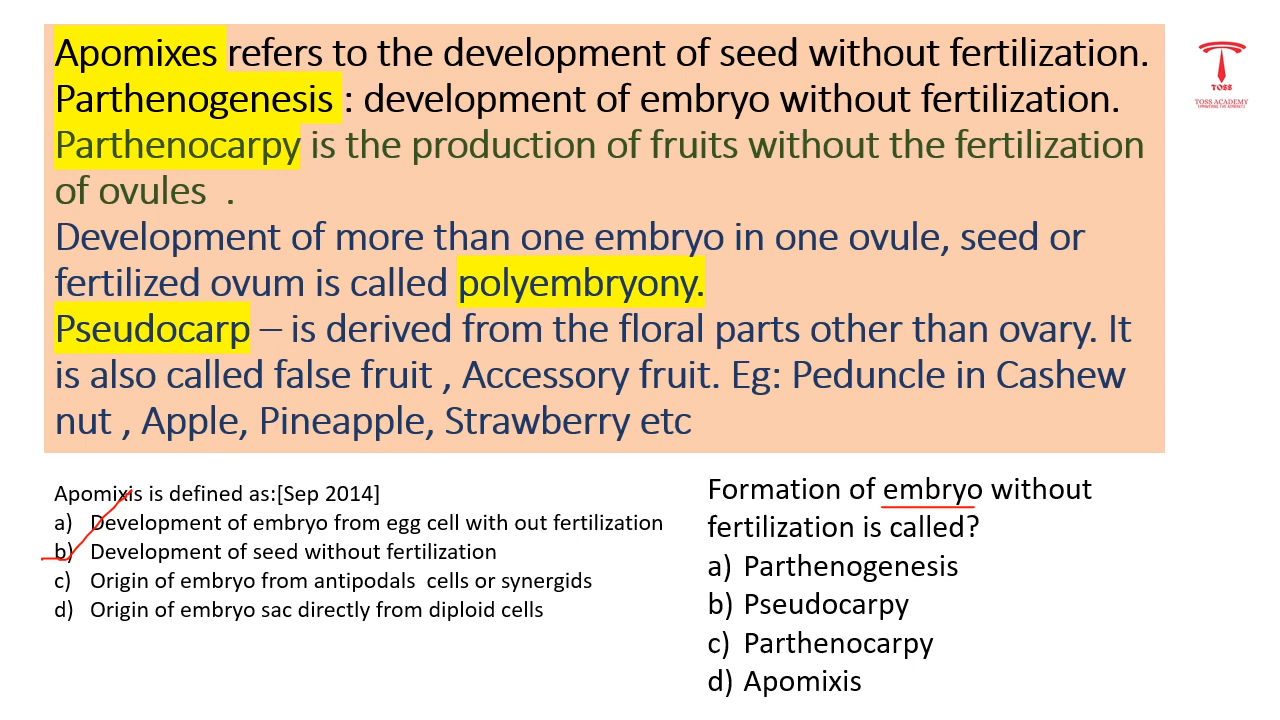 Apomixes refers to the development of seed without fertilization.
Parthenogenesis : development of embryo without fertilization.
Parthenocarpy is the production of fruits without the fertilization
of ovules .
Development of more than one embryo in one ovule, seed or
fertilized ovum is called polyembryony.
Pseudocarp – is derived from the floral parts other than ovary. It
is also called false fruit , Accessory fruit. Eg: Peduncle in Cashew
nut , Apple, Pineapple, Strawberry etc
TOSS
TOSS ACADEMY
Apomixis is defined as:[Sep 2014]
a) Development of embryo from egg cell with out fertilization
b) Development of seed without fertilization
c) Origin of embryo from antipodals cells or synergids
d) Origin of embryo sac directly from diploid cells
Formation of embryo without
fertilization is called?
a) Parthenogenesis
b) Pseudocarpy
c) Parthenocarpy
d) Apomixis